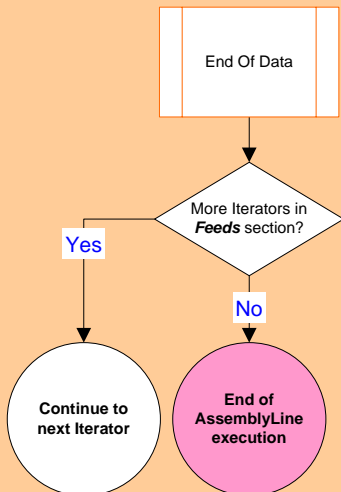 End Of Data
More Iterators in
Feeds section?
Yes
No
Continue to
next Iterator
End of
AssemblyLine
execution